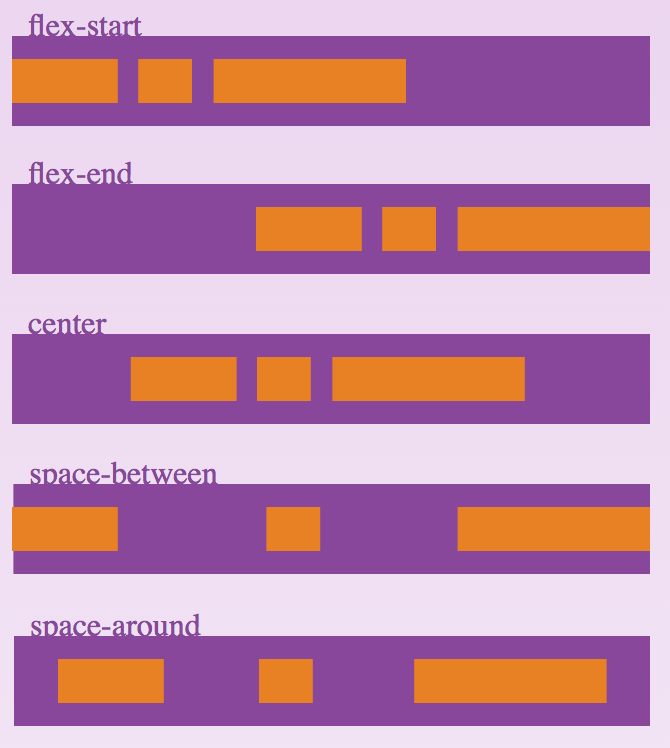 flex-start
flex-end
center
space-between
space-around